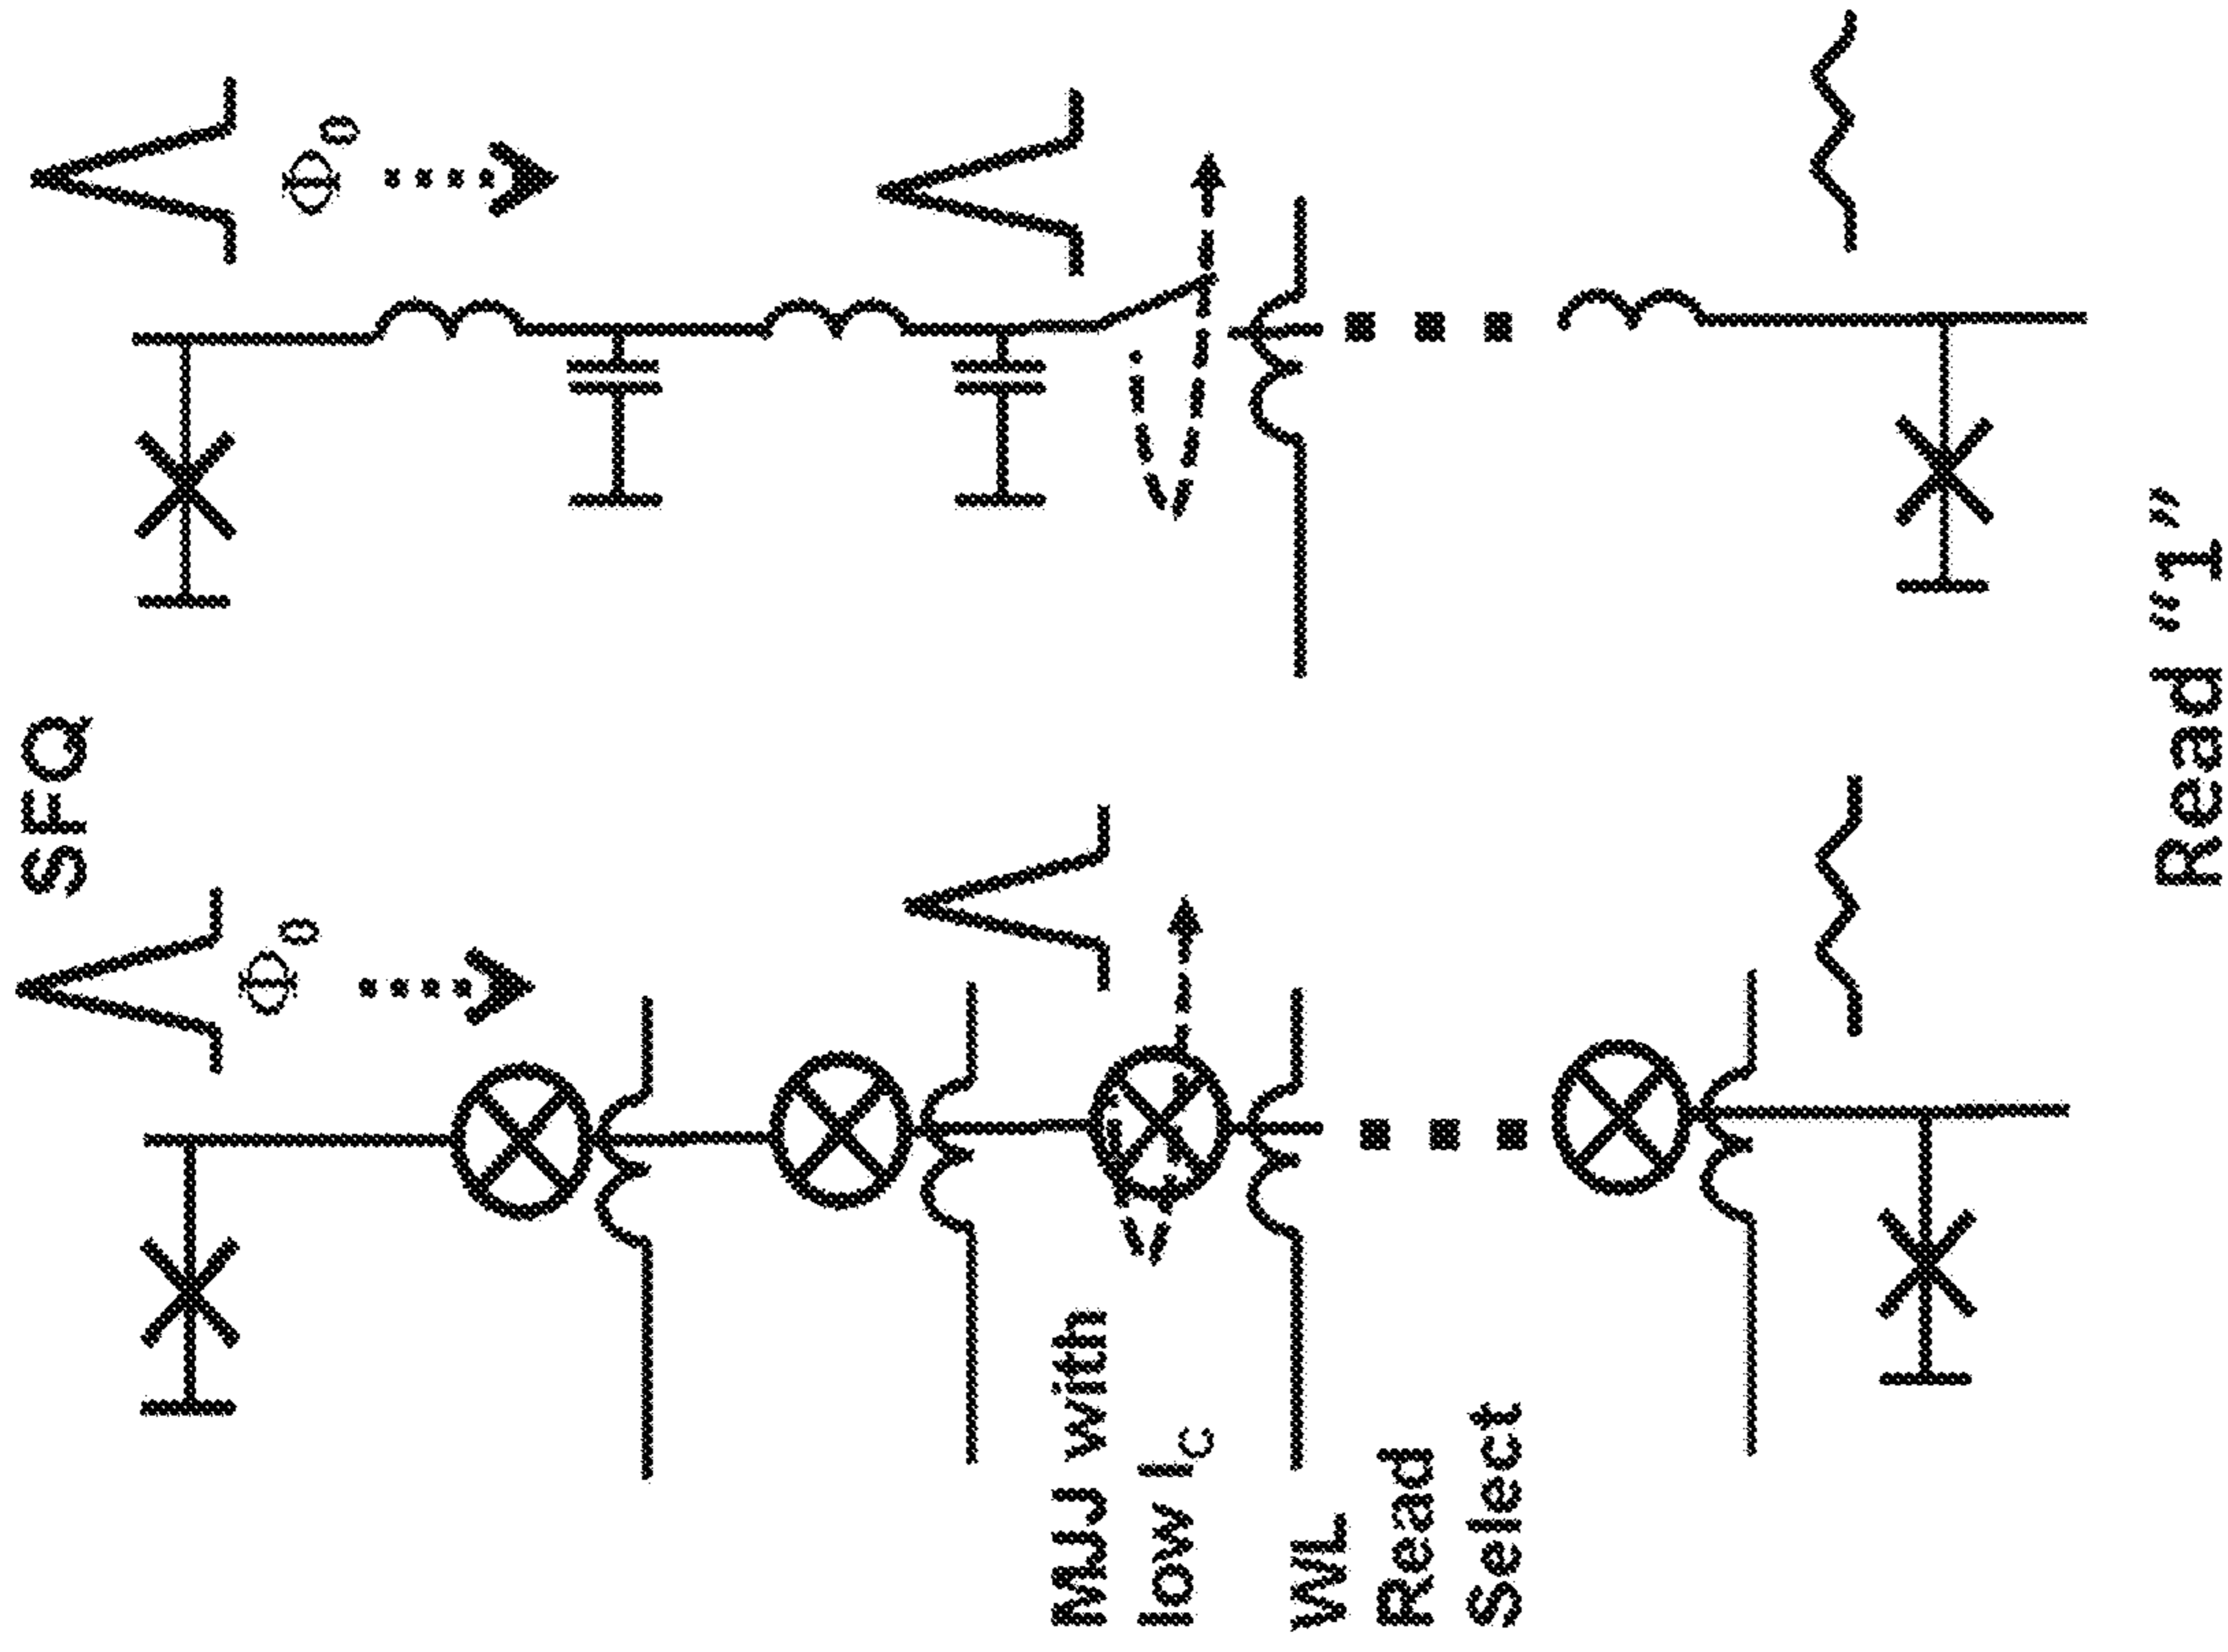 SFQ
Φ0
Φ0
MJJ with
low IC
WL
Read
Select
Read “1”